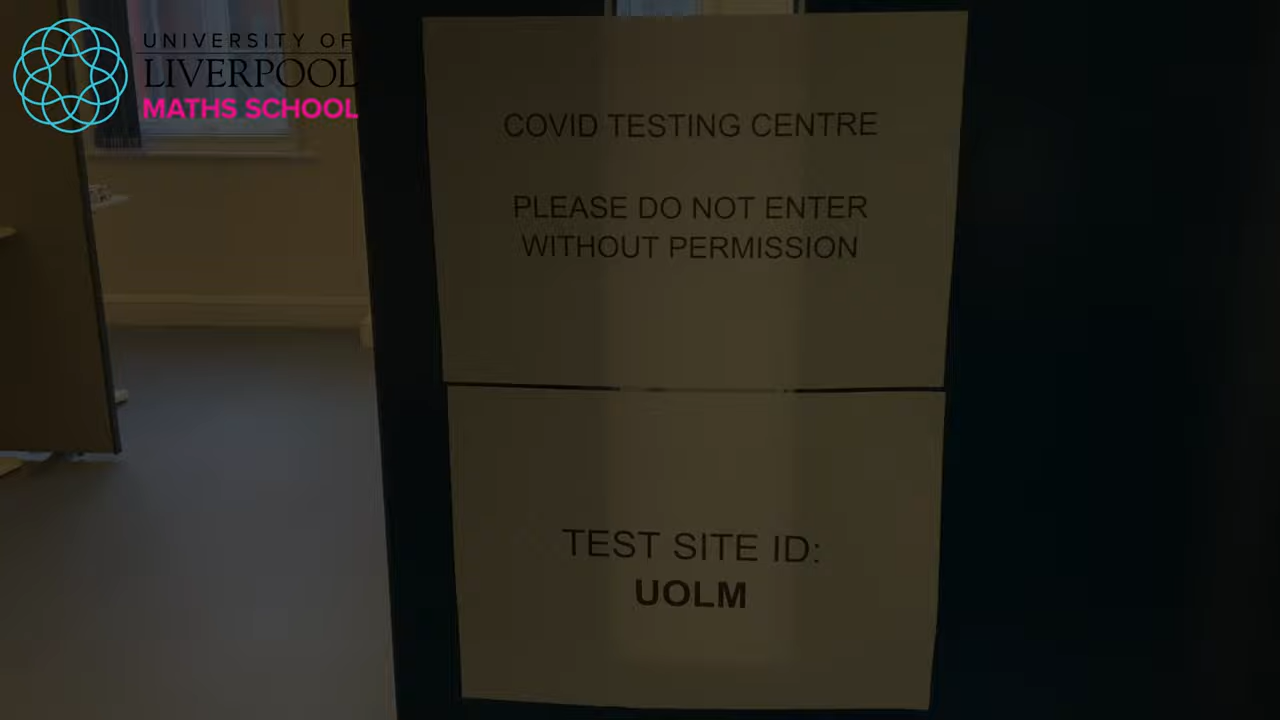 UNIVERSITY OF
LIVERPOOL
MATHS SCHOOL
COVID TESTING CENTRE
PLEASE DO NOT ENTER
WITHOUT PERMISSION
TEST SITE ID:
UOLM